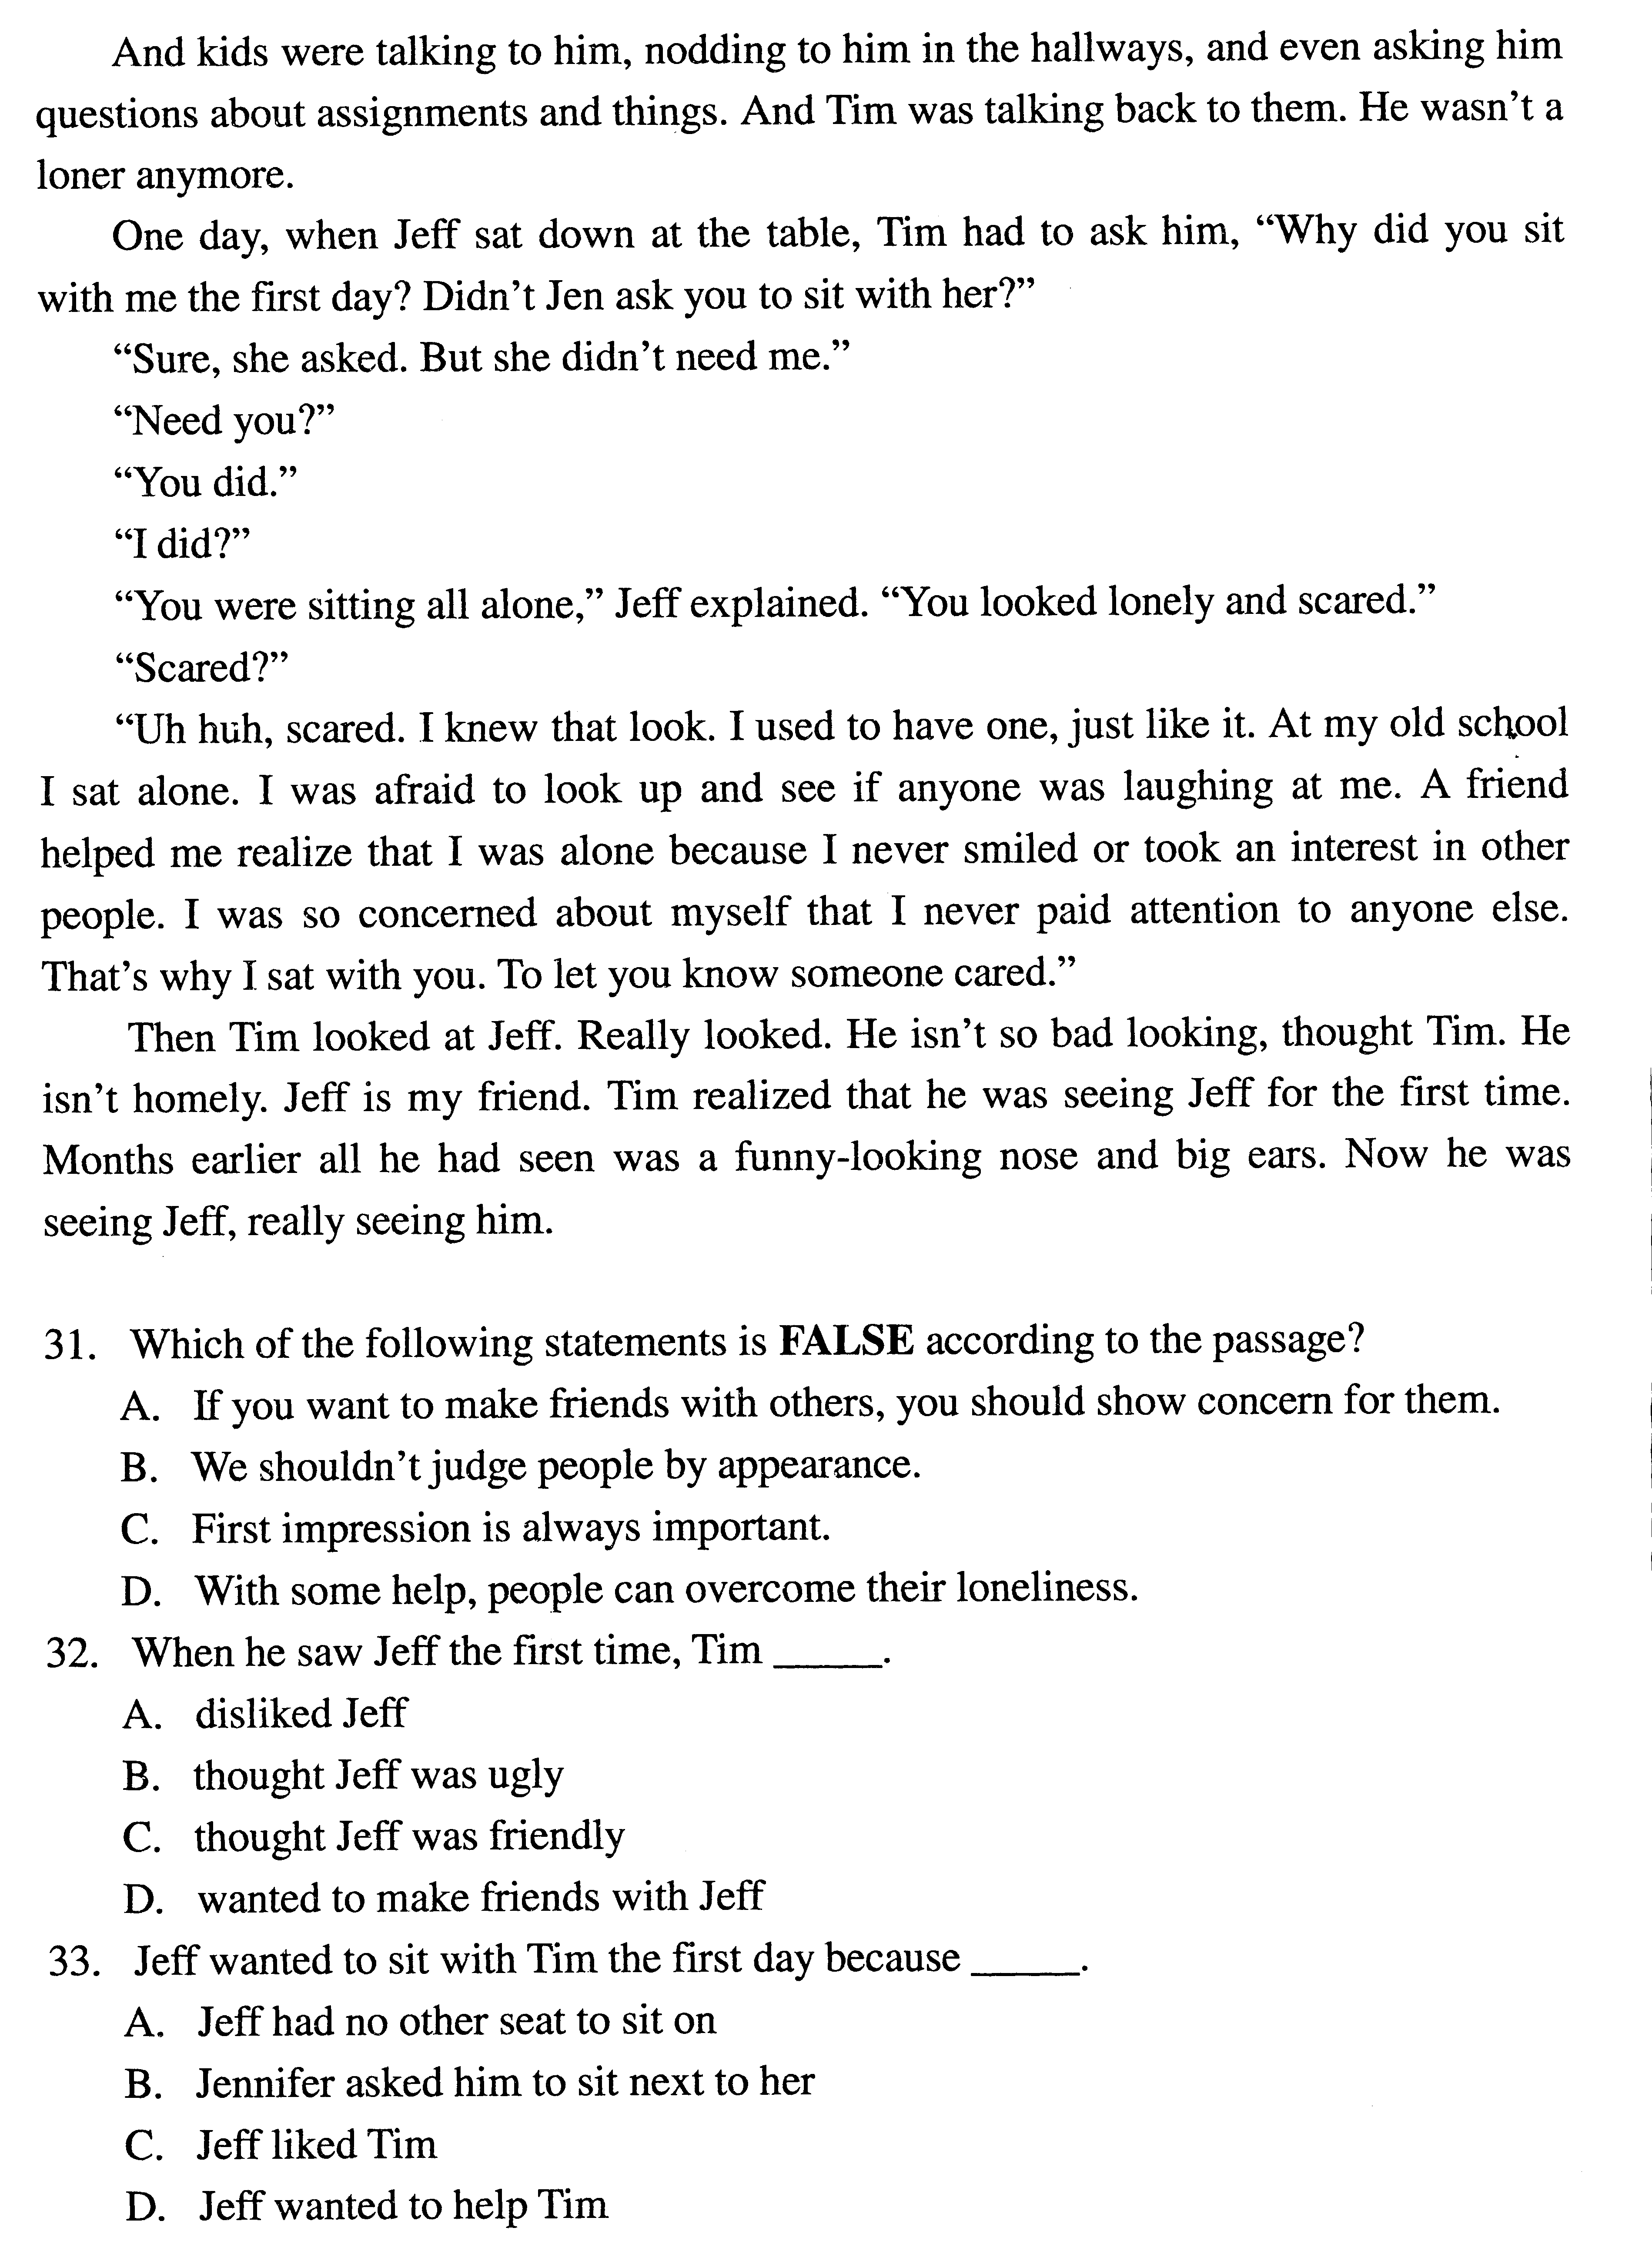 And kids were talking to him, nodding to him in the hallways, and even asking him
questions about assignments and things. And Tim was talking back to them. He wasn't a
loner anymore.
One day, when Jeff sat down at the table, Tim had to ask him, “Why did you sit
with me the first day? Didn't Jen ask you to sit with her?”
“Sure, she asked. But she didn't need me.”
“Need you?”
“You did.”
“I did?”
“You were sitting all alone,” Jeff explained. “You looked lonely and scared.”
“Scared?”
“Uh huh, scared. I knew that look. I used to have one, just like it. At my old school
I sat alone. I was afraid to look up and see if anyone was laughing at me. A friend
helped me realize that I was alone because I never smiled or took an interest in other
people. I was so concerned about myself that I never paid attention to anyone else.
That's why I sat with you. To let you know someone cared.”
Then Tim looked at Jeff. Really looked. He isn't so bad looking, thought Tim. He
isn't homely. Jeff is my friend. Tim realized that he was seeing Jeff for the first time.
Months earlier all he had seen was a funny-looking nose and big ears. Now he was
seeing Jeff, really seeing him.
31. Which of the following statements is FALSE according to the passage?
A. If you want to make friends with others, you should show concern for them.
B. We shouldn't judge people by appearance.
C. First impression is always important.
D. With some help, people can overcome their loneliness.
32. When he saw Jeff the first time, Tim _____.
A. disliked Jeff
B. thought Jeff was ugly
C. thought Jeff was friendly
D. wanted to make friends with Jeff
33. Jeff wanted to sit with Tim the first day because _____.
A. Jeff had no other seat to sit on
B. Jennifer asked him to sit next to her
C. Jeff liked Tim
D. Jeff wanted to help Tim